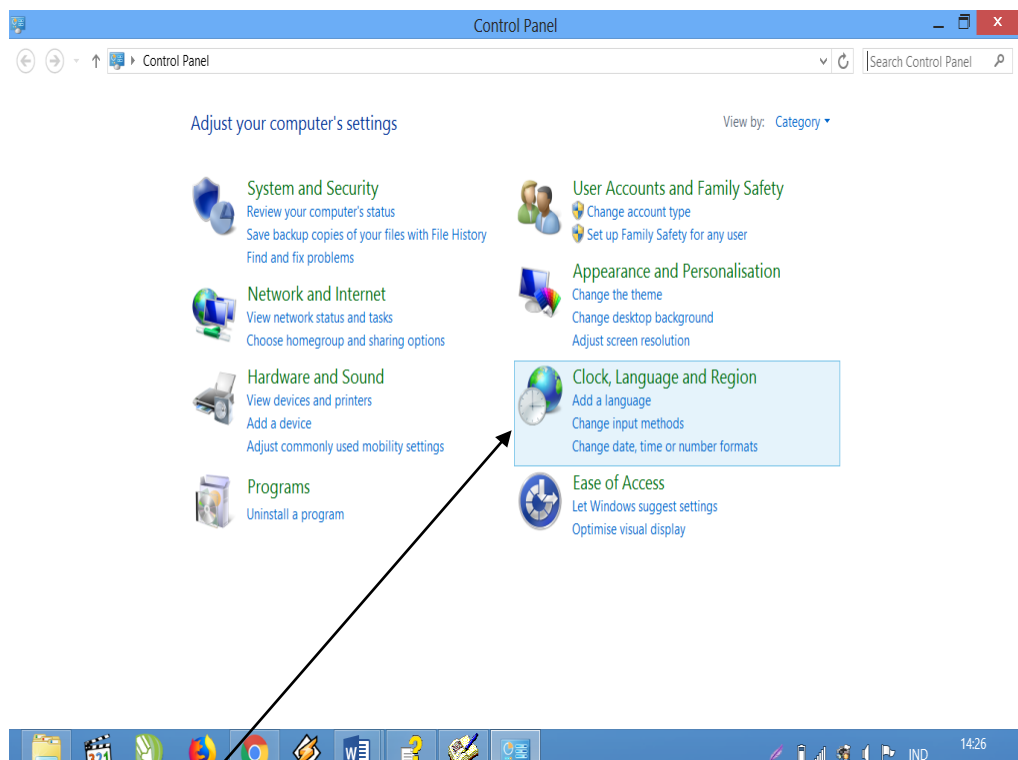 Control Panel
Control Panel
Search Control Panel
Adjust your computer's settings
View by: Category
System and Security
Review your computer's status
Save backup copies of your files with File History
Find and fix problems
Network and Internet
View network status and tasks
Choose homegroup and sharing options
Hardware and Sound
View devices and printers
Add a device
Adjust commonly used mobility settings
Programs
Uninstall a program
User Accounts and Family Safety
Change account type
Set up Family Safety for any user
Appearance and Personalisation
Change the theme
Change desktop background
Adjust screen resolution
Clock, Language and Region
Add a language
Change input methods
Change date, time or number formats
Ease of Access
Let Windows suggest settings
Optimise visual display
321
W
IND
14:26